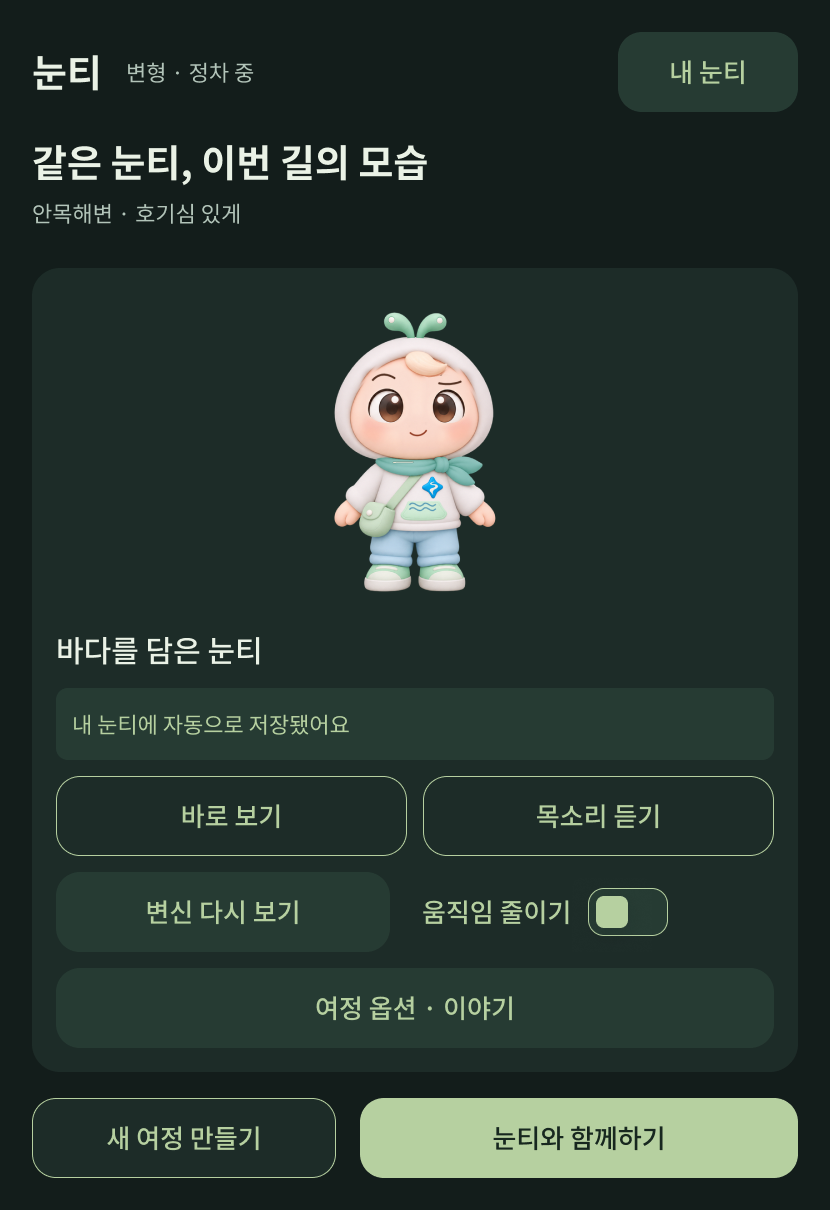 눈티
변형 · 정차 중
내 눈티
같은 눈티, 이번 길의 모습
안목해변 · 호기심 있게
바다를 담은 눈티
내 눈티에 자동으로 저장됐어요
바로 보기
목소리 듣기
변신 다시 보기
움직임 줄이기
여정 옵션 · 이야기
새 여정 만들기
눈티와 함께하기